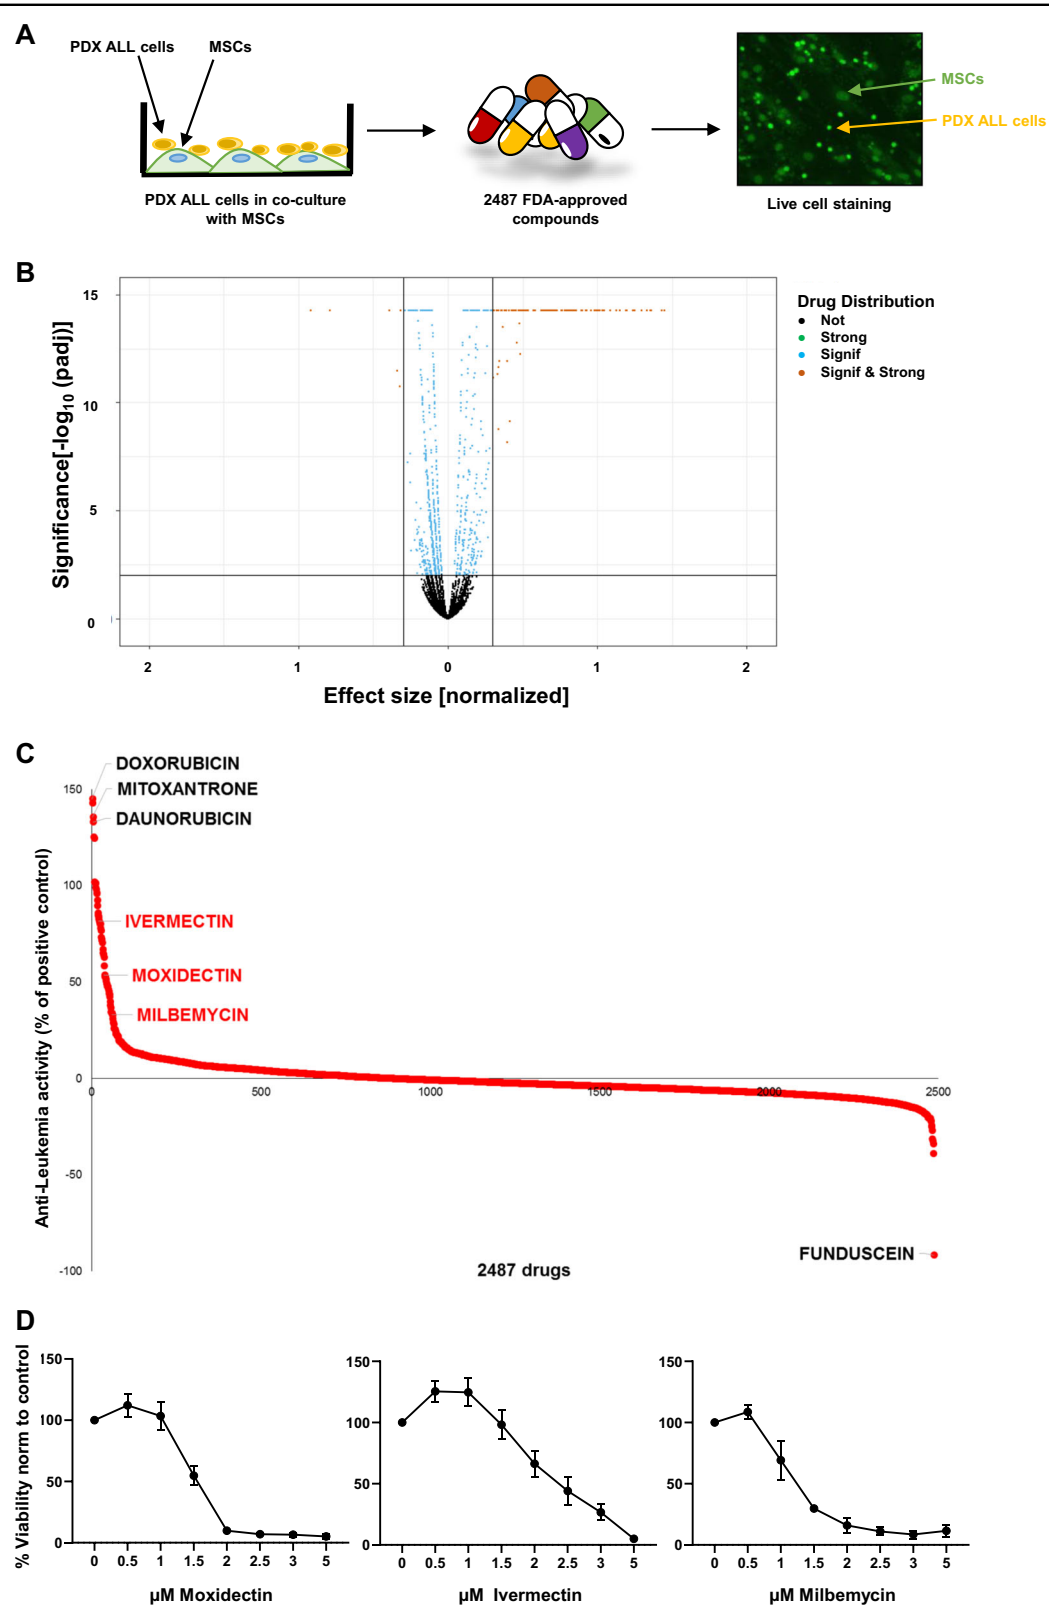 A
PDX ALL cells
MSCs
MSCs
PDX ALL cells
PDX ALL cells in co-culture
with MSCs
2487 FDA-approved
compounds
Live cell staining
B
Significance[-log10 (padj)]
15
10
5
0
2 1 0 1 2
Effect size [normalized]
Drug Distribution
Not
Strong
Signif
Signif & Strong
C
Anti-Leukemia activity (% of positive control)
150
100
50
0
-50
-100
DOXORUBICIN
MITOXANTRONE
DAUNORUBICIN
IVERMECTIN
MOXIDECTIN
MILBEMYCIN
0 500 1000 1500 2000 2500
FUNDUSCEIN
2487 drugs
D
% Viability norm to control
150
100
50
0
0 0.5 1 1.5 2 2.5 3 5
µM Moxidectin
150
100
50
0
0 0.5 1 1.5 2 2.5 3 5
µM Ivermectin
150
100
50
0
0 0.5 1 1.5 2 2.5 3 5
µM Milbemycin